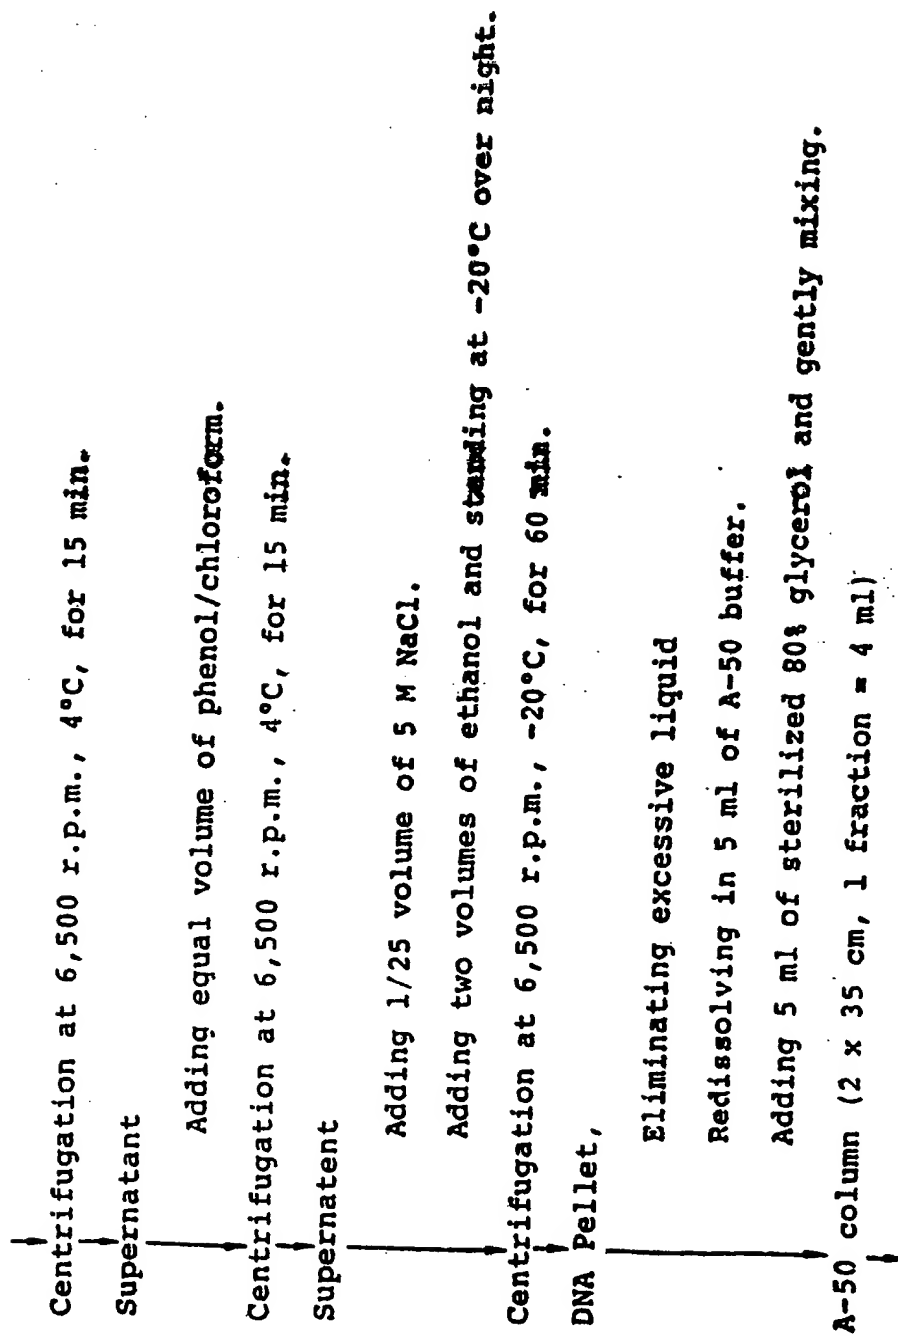 Centrifugation at 6,500 r.p.m., 4°C, for 15 min.
Supernatant
Adding equal volume of phenol/chloroform.
Centrifugation at 6,500 r.p.m., 4°C, for 15 min.
Supernatent
Adding 1/25 volume of 5 M NaCl.
Adding two volumes of ethanol and standing at -20°C over night.
Centrifugation at 6,500 r.p.m., -20°C, for 60 min.
DNA Pellet,
Eliminating excessive liquid
Redissolving in 5 ml of A-50 buffer.
Adding 5 ml of sterilized 80% glycerol and gently mixing.
A-50 column (2 x 35 cm, 1 fraction = 4 ml)